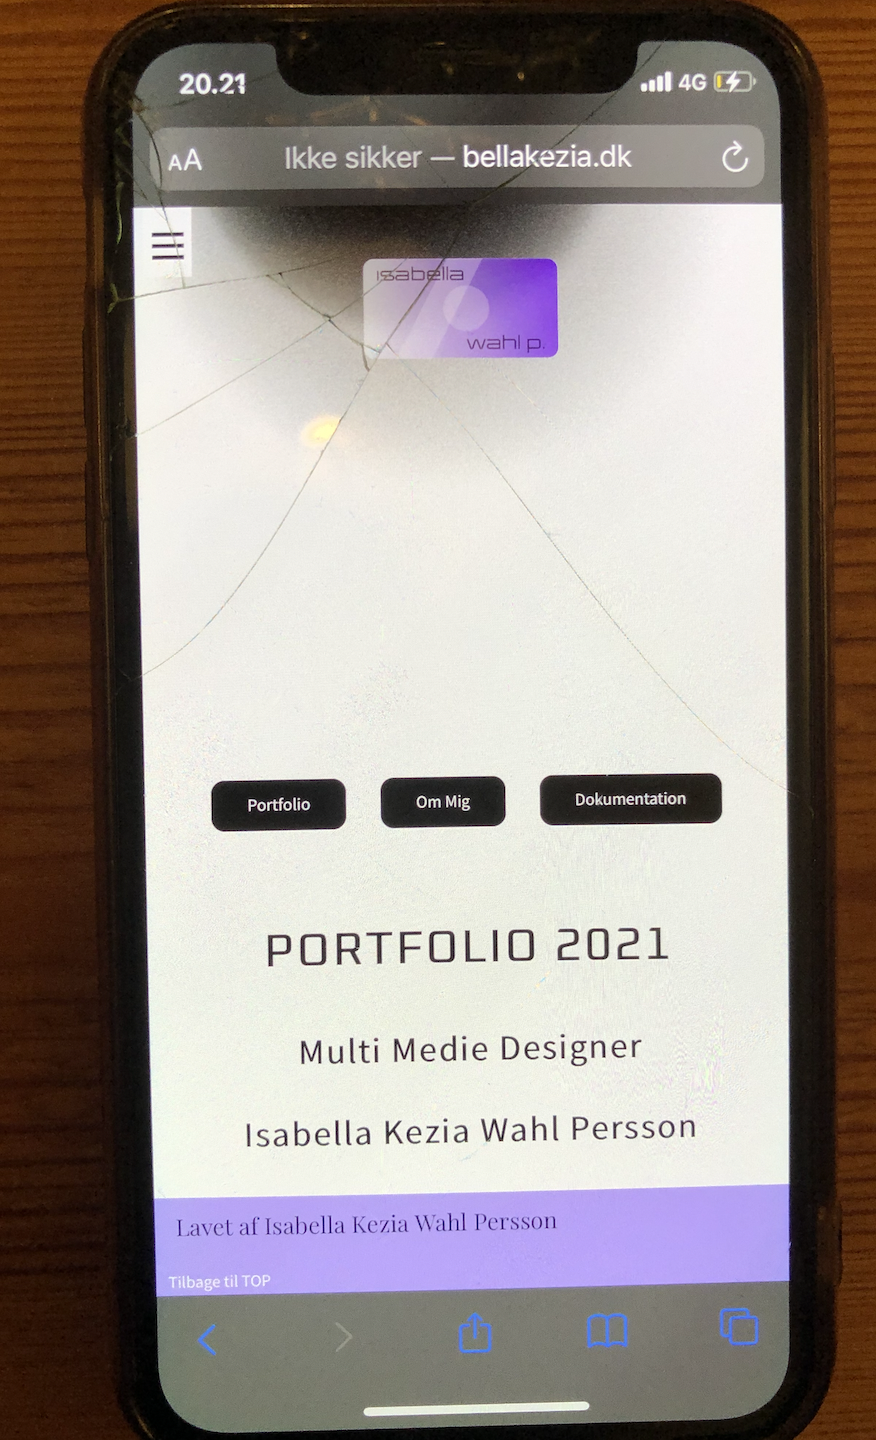 20.21
4G
AA
Ikke sikker — bellakezia.dk
isabella
wahl p.
Portfolio
Om Mig
Dokumentation
PORTFOLIO 2021
Multi Medie Designer
Isabella Kezia Wahl Persson
Lavet af Isabella Kezia Wahl Persson
Tilbage til TOP